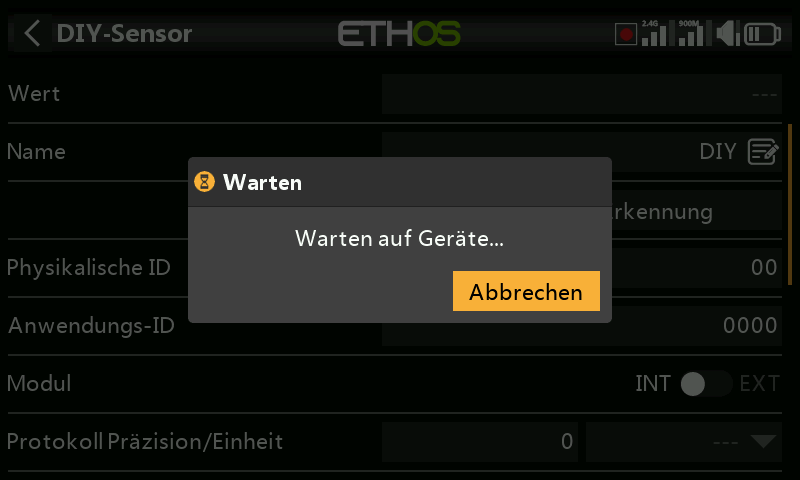 DIY-Sensor
ETHOS
2.4G
900M
Wert
---
Name
DIY
Warten
rkennung
Warten auf Geräte...
Physikalische ID
00
Abbrechen
Anwendungs-ID
0000
Modul
INT
EXT
Protokoll Präzision/Einheit
0
---